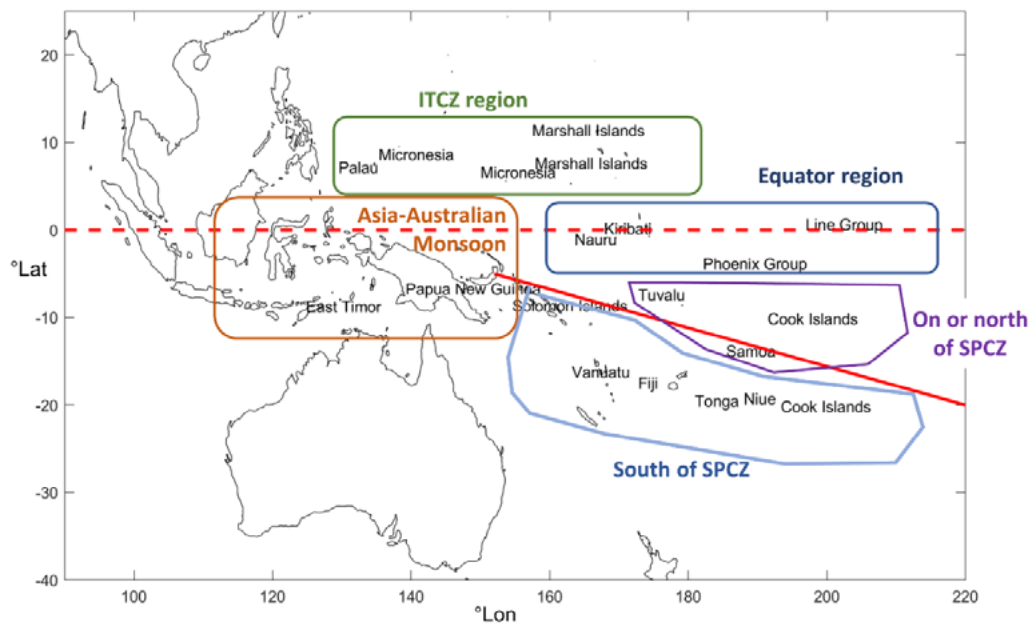 20
ITCZ region
10
Marshall Islands
Micronesia
Marshall Islands
Palau
Micronesia
Equator region
Asia-Australian
Monsoon
0
Kiribati
Line Group
Nauru
°Lat
Phoenix Group
Papua New Guinea
Tuvalu
East Timor
Solomon Islands
-10
Cook Islands
On or north
of SPCZ
Samoa
Vanuatu
Fiji
-20
Tonga
Niue
Cook Islands
South of SPCZ
-30
-40
100
120
140
160
180
200
220
°Lon